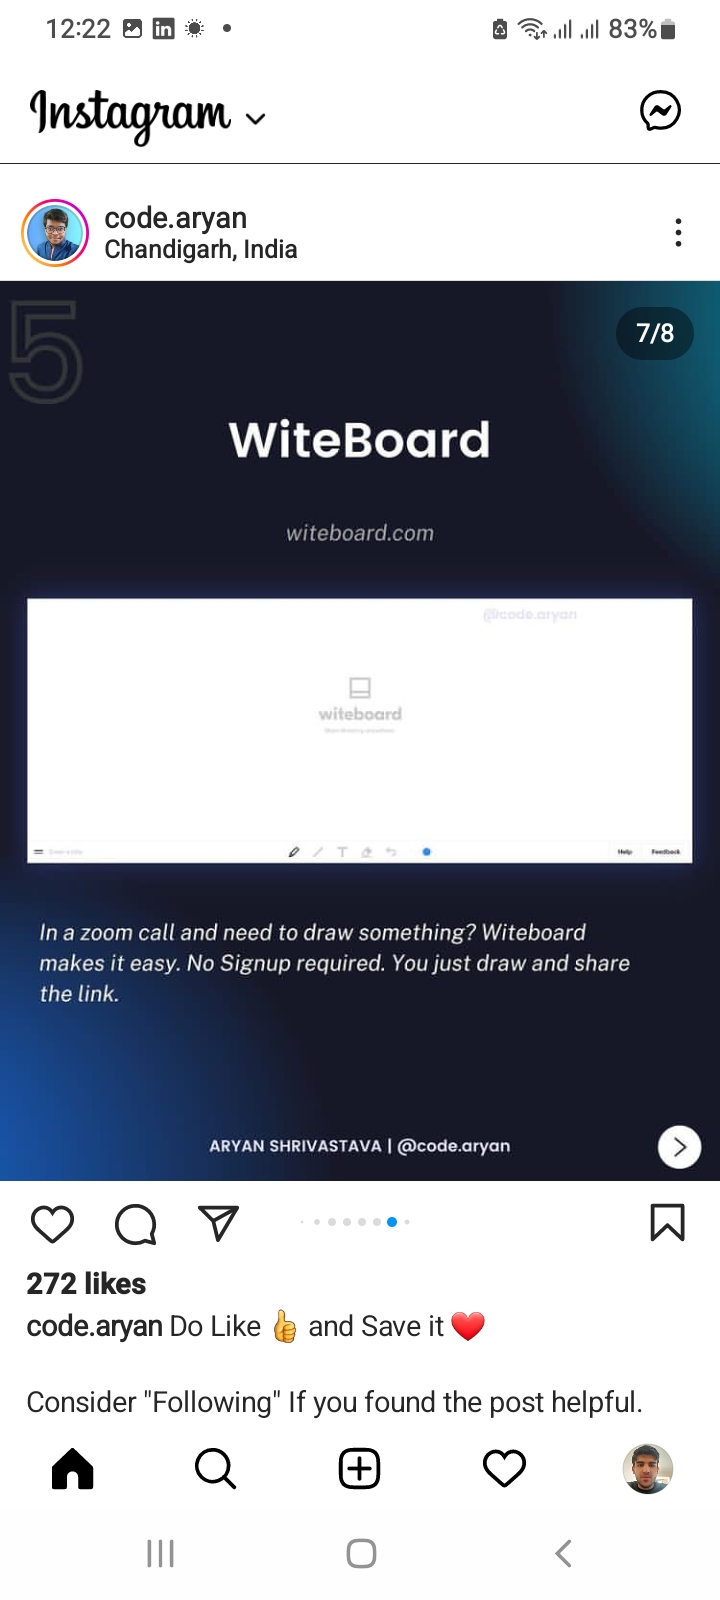 12:22
83%
Instagram
code.aryan
Chandigarh, India
5
7/8
WiteBoard
witeboard.com
@code.aryan
witeboard
Help Feedback
In a zoom call and need to draw something? Witeboard
makes it easy. No Signup required. You just draw and share
the link.
ARYAN SHRIVASTAVA | @code.aryan
272 likes
code.aryan Do Like 👍 and Save it ❤️
Consider "Following" If you found the post helpful.